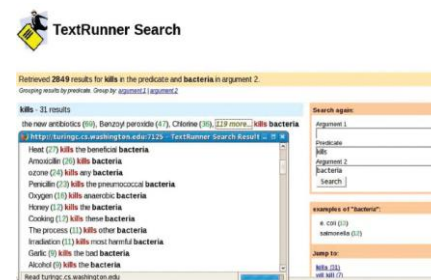 TextRunner Search
Retrieved 2849 results for kills in the predicate and bacteria in argument 2.
Grouping results by predicate. Group by: argument 1 | argument 2
kills - 31 results
the new antibiotics (69), Benzoyl peroxide (47), Chlorine (36), 119 more... kills bacteria
http://turingc.cs.washington.edu:7125 - TextRunner Search Result
Heat (27) kills the beneficial bacteria
Amoxicillin (26) kills bacteria
ozone (24) kills any bacteria
Penicillin (23) kills the pneumococcal bacteria
Oxygen (18) kills anaerobic bacteria
Honey (12) kills the bacteria
Cooking (12) kills these bacteria
The process (11) kills other bacteria
Irradiation (11) kills most harmful bacteria
Garlic (9) kills the bad bacteria
Alcohol (9) kills the bacteria
Read turingc.cs.washington.edu
Search again:
Argument 1
Predicate
kills
Argument 2
bacteria
Search
examples of "bacteria":
e. coli (13)
salmonella (12)
Jump to:
kills (31)
will kill (7)